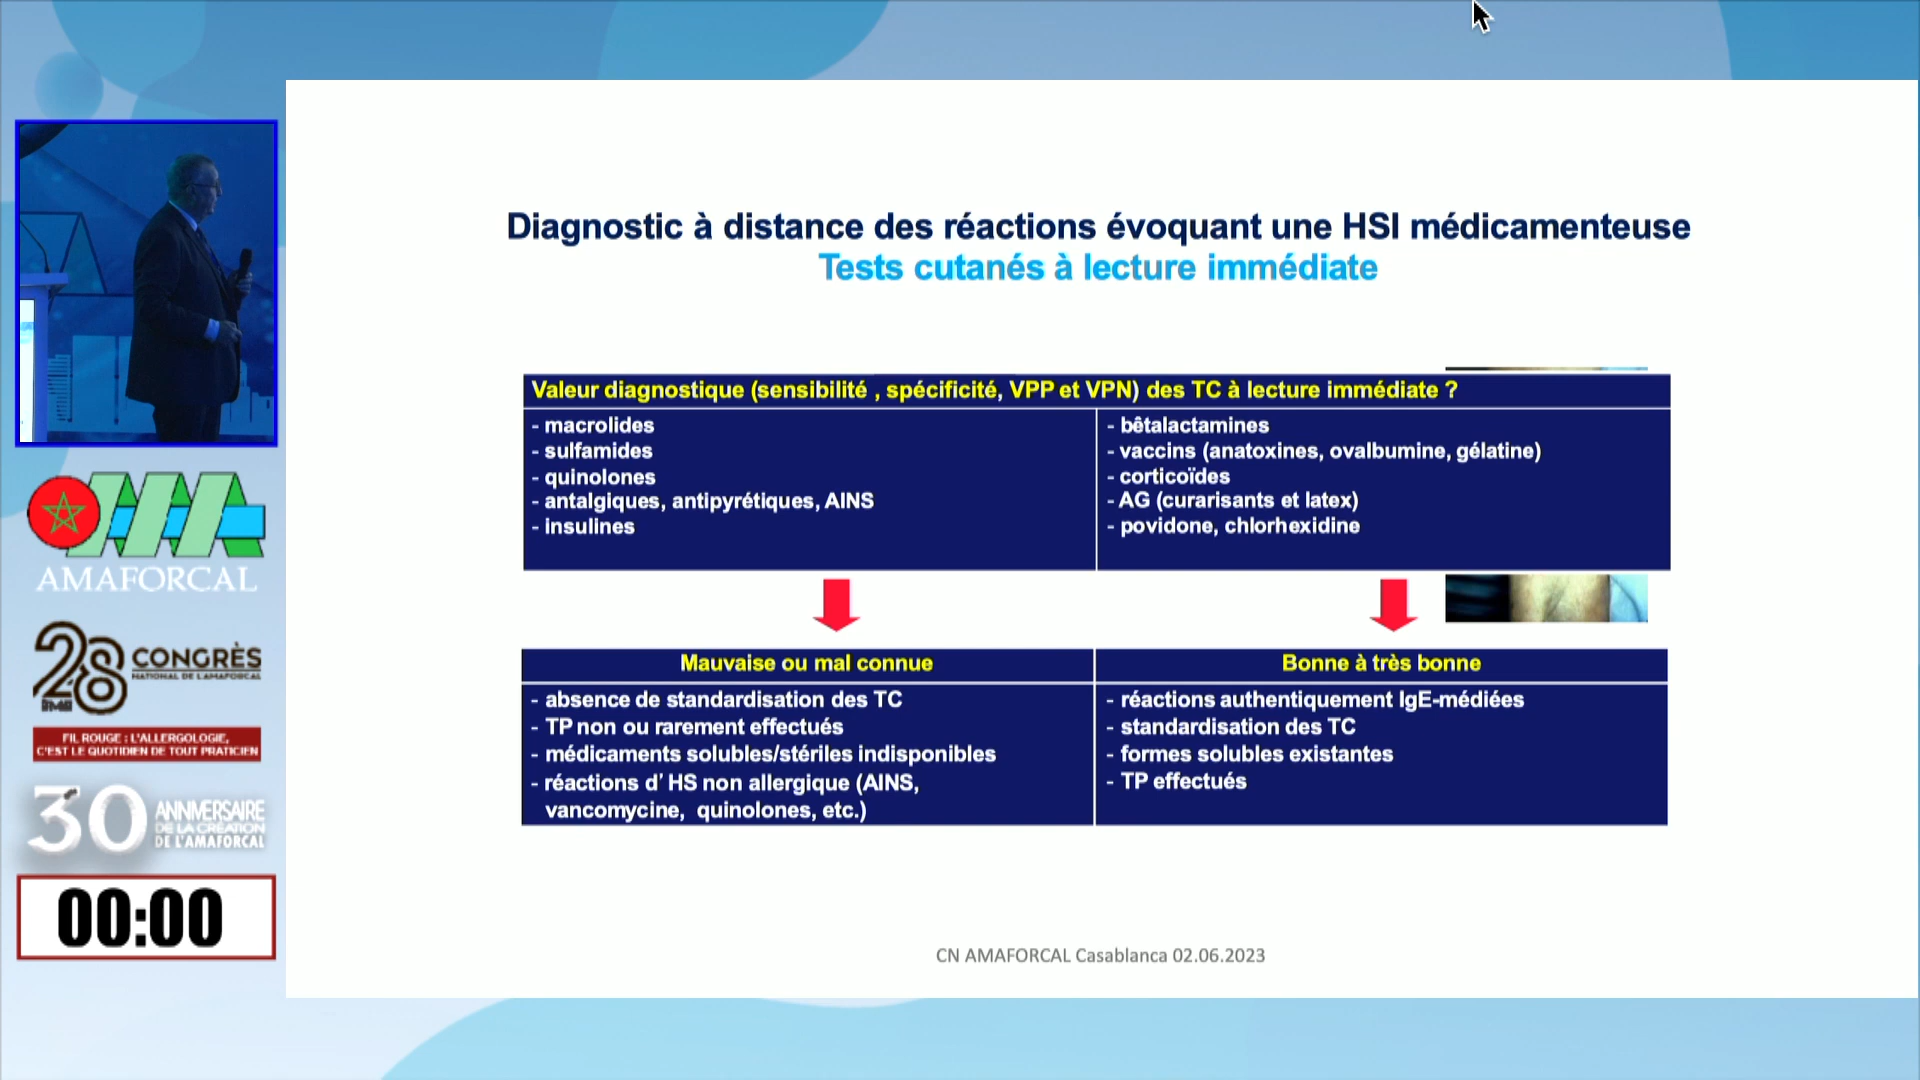 Diagnostic à distance des réactions évoquant une HSI médicamenteuse
Tests cutanés à lecture immédiate
Valeur diagnostique (sensibilité , spécificité, VPP et VPN) des TC à lecture immédiate ?
- macrolides
- sulfamides
- quinolones
- antalgiques, antipyrétiques, AINS
- insulines
- bêtalactamines
- vaccins (anatoxines, ovalbumine, gélatine)
- corticoïdes
- AG (curarisants et latex)
- povidone, chlorhexidine
Mauvaise ou mal connue
- absence de standardisation des TC
- TP non ou rarement effectués
- médicaments solubles/stériles indisponibles
- réactions d' HS non allergique (AINS,
vancomycine, quinolones, etc.)
Bonne à très bonne
- réactions authentiquement IgE-médiées
- standardisation des TC
- formes solubles existantes
- TP effectués
CN AMAFORCAL Casablanca 02.06.2023
AMAFORCAL
28
CONGRÈS
NATIONAL DE L'AMAFORCAL
FIL ROUGE : L'ALLERGOLOGIE,
C'EST LE QUOTIDIEN DE TOUT PRATICIEN
30
ANNIVERSAIRE
DE LA CRÉATION
DE L'AMAFORCAL
00:00